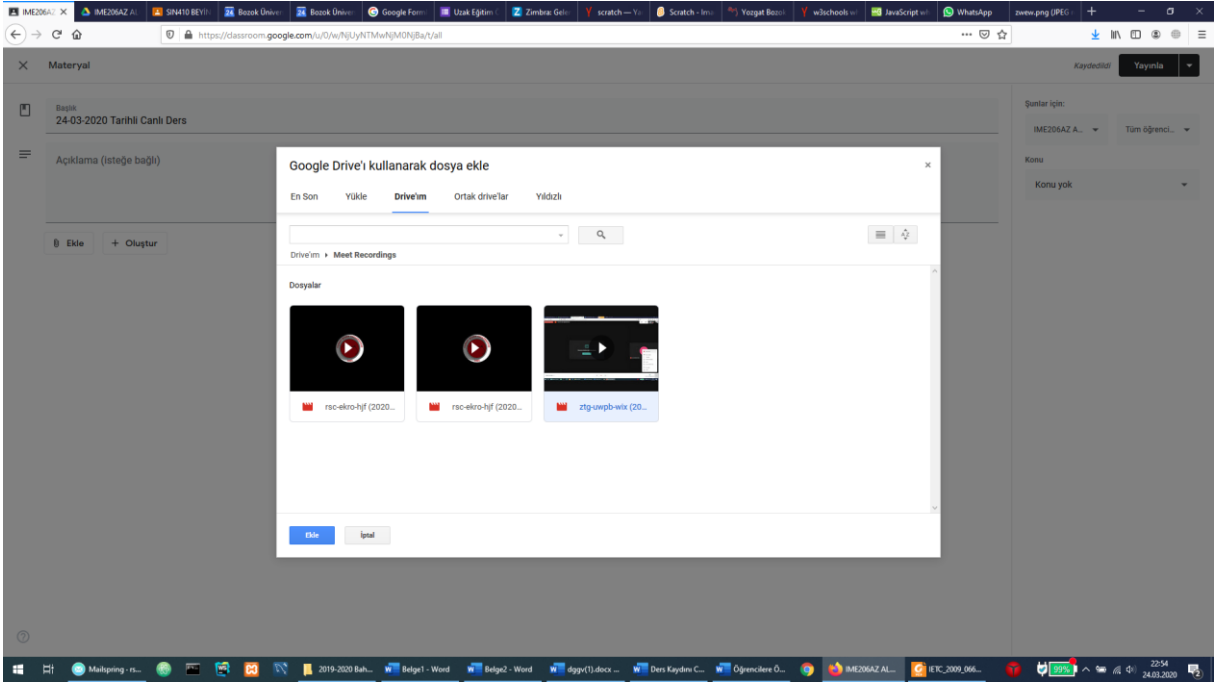 IME206AZ
IME206AZ AL
SIN410 BEYİN
Bozok Üniver
Bozok Üniver
Google Form
Uzak Eğitim
Zimbra: Gele
scratch — Ya
Scratch - Ima
Yozgat Bozok
w3schools
JavaScript
WhatsApp
zwew.png (JPEG
https://classroom.google.com/u/0/w/NjUyNTMwNjM0NjBa/t/all
Materyal
Kaydedildi
Yayınla
Başlık
24-03-2020 Tarihli Canlı Ders
Açıklama (isteğe bağlı)
Ekle
Oluştur
Şunlar için:
IME206AZ A...
Tüm öğrenci...
Konu
Konu yok
Google Drive'ı kullanarak dosya ekle
En Son
Yükle
Drive'ım
Ortak drive'lar
Yıldızlı
Drive'ım
Meet Recordings
Dosyalar
rsc-ekro-hjf (2020...
rsc-ekro-hjf (2020...
ztg-uwpb-wix (20...
Ekle
İptal
Mailspring - rs...
2019-2020 Bah...
Belge1 - Word
Belge2 - Word
dggv(1).docx ...
Ders Kaydını C...
Öğrencilere Ö...
IME206AZ AL...
IETC_2009_066...
99%
22:54
24.03.2020